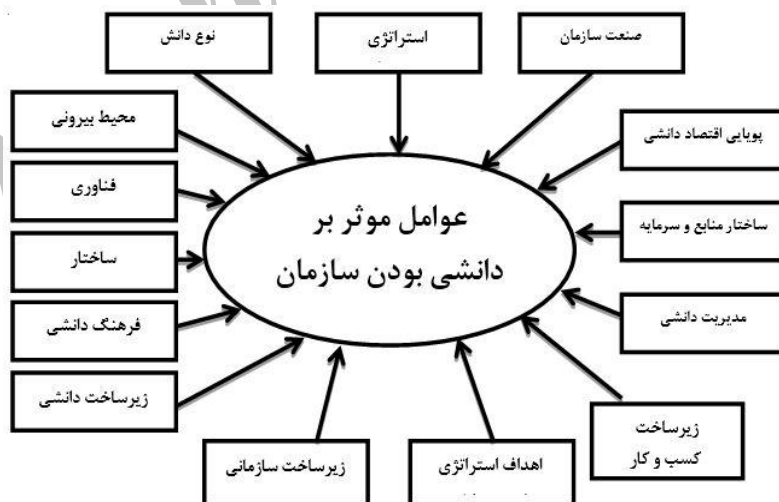 صنعت سازمان
استراتژی
نوع دانش
محیط بیرونی
پویایی اقتصاد دانشی
فناوری
ساختار منابع و سرمایه
ساختار
عوامل موثر بر
دانشی بودن سازمان
مدیریت دانشی
فرهنگ دانشی
زیرساخت دانشی
زیرساخت
کسب و کار
اهداف استراتژی
زیرساخت سازمانی